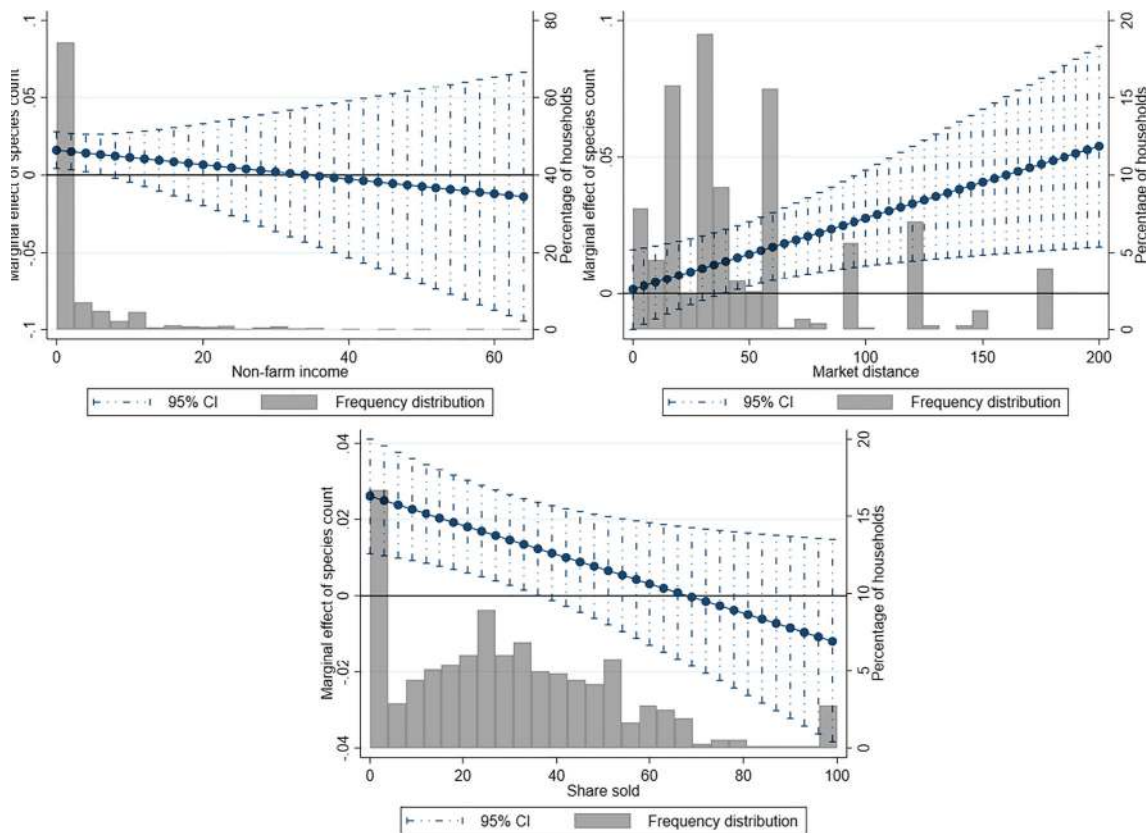 Marginal effect of species count
.1
.05
0
.05
-.1
80
60
40
20
0
Percentage of households
0 20 40 60
Non-farm income
95% CI Frequency distribution
Marginal effect of species count
.1
.05
0
20
15
10
5
0
Percentage of households
0 50 100 150 200
Market distance
95% CI Frequency distribution
Marginal effect of species count
.04
.02
0
-.02
-.04
20
15
10
5
0
Percentage of households
0 20 40 60 80 100
Share sold
95% CI Frequency distribution